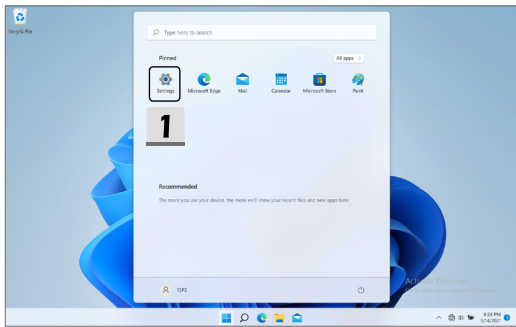 Recycle Bin
Type here to search
Pinned
All apps >
Settings
Microsoft Edge
Mail
Calendar
Microsoft Store
Paint
1
Recommended
The more you use your device, the more we'll show your recent files and new apps here.
Activate Windows
8:28 PM
5/14/2021